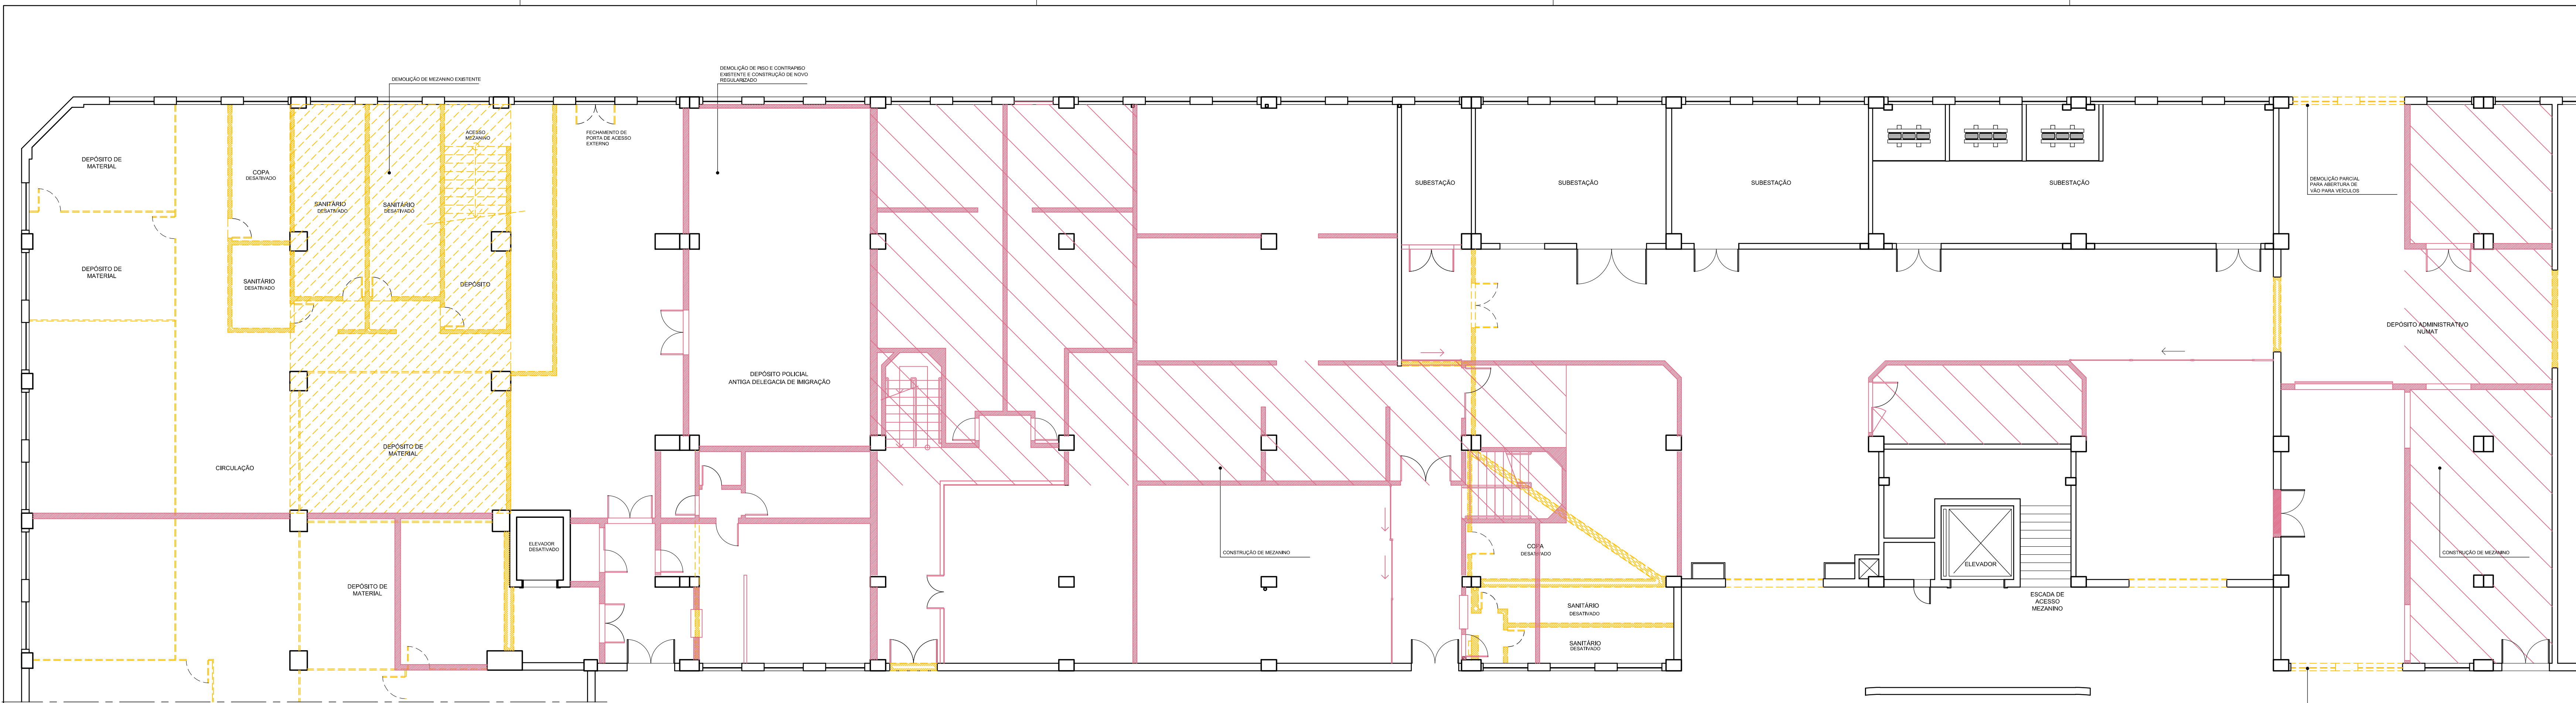 DEMOLIÇÃO DE PISO E CONTRAPISO
EXISTENTE E CONSTRUÇÃO DE NOVO
REGULARIZADO
DEMOLIÇÃO DE MEZANINO EXISTENTE
ACESSO
MEZANINO
FECHAMENTO DE
PORTA DE ACESSO
EXTERNO
DEPÓSITO DE
MATERIAL
COPA
DESATIVADO
SANITÁRIO
DESATIVADO
SANITÁRIO
DESATIVADO
SUBESTAÇÃO
SUBESTAÇÃO
SUBESTAÇÃO
SUBESTAÇÃO
DEMOLIÇÃO PARCIAL
PARA ABERTURA DE
VÃO PARA VEÍCULOS
DEPÓSITO DE
MATERIAL
SANITÁRIO
DESATIVADO
DEPÓSITO
DEPÓSITO ADMINISTRATIVO
NUMAT
DEPÓSITO POLICIAL
ANTIGA DELEGACIA DE IMIGRAÇÃO
DEPÓSITO DE
MATERIAL
CIRCULAÇÃO
ELEVADOR
DESATIVADO
CONSTRUÇÃO DE MEZANINO
COPA
DESATIVADO
CONSTRUÇÃO DE MEZANINO
ELEVADOR
DEPÓSITO DE
MATERIAL
ESCADA DE
ACESSO
MEZANINO
SANITÁRIO
DESATIVADO
SANITÁRIO
DESATIVADO